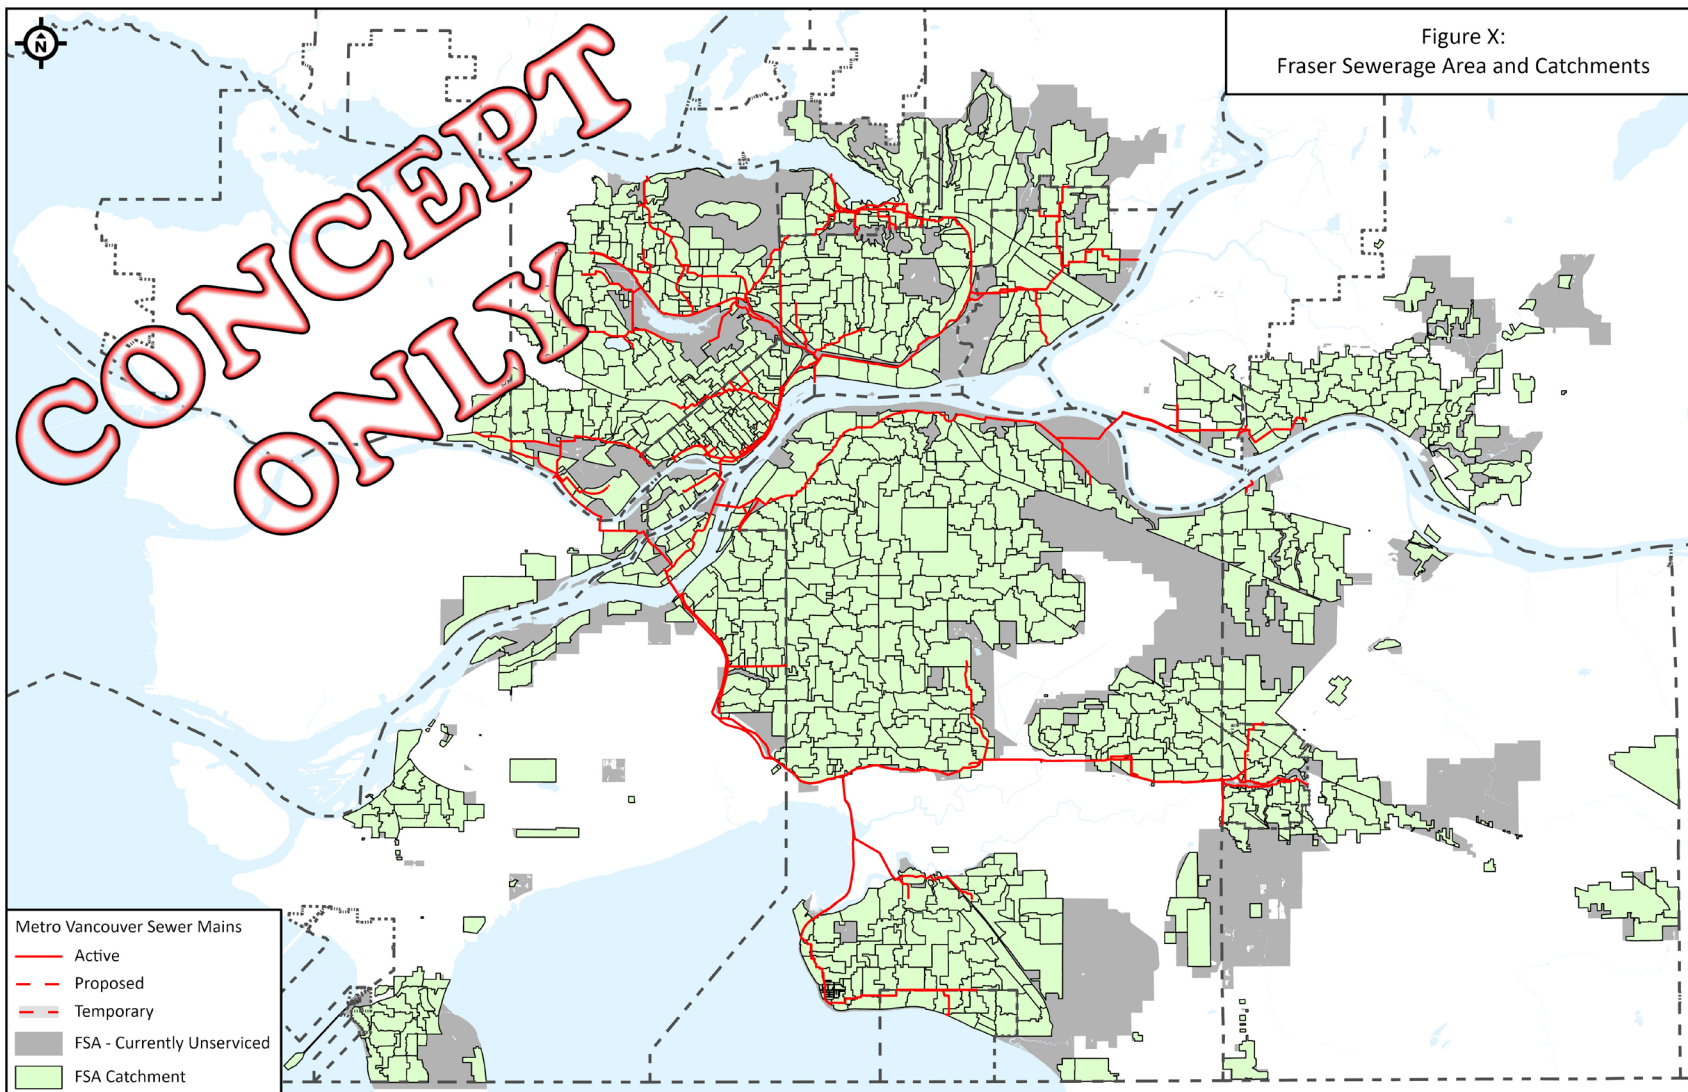 N
Figure X:
Fraser Sewerage Area and Catchments
CONCEPT
ONLY
Metro Vancouver Sewer Mains
Active
Proposed
Temporary
FSA - Currently Unserviced
FSA Catchment